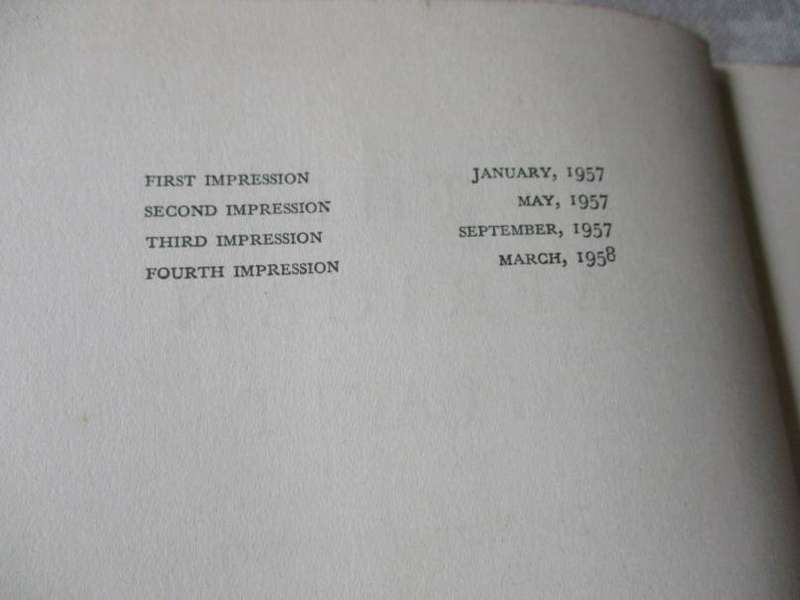 FIRST IMPRESSION JANUARY, 1957
SECOND IMPRESSION MAY, 1957
THIRD IMPRESSION SEPTEMBER, 1957
FOURTH IMPRESSION MARCH, 1958